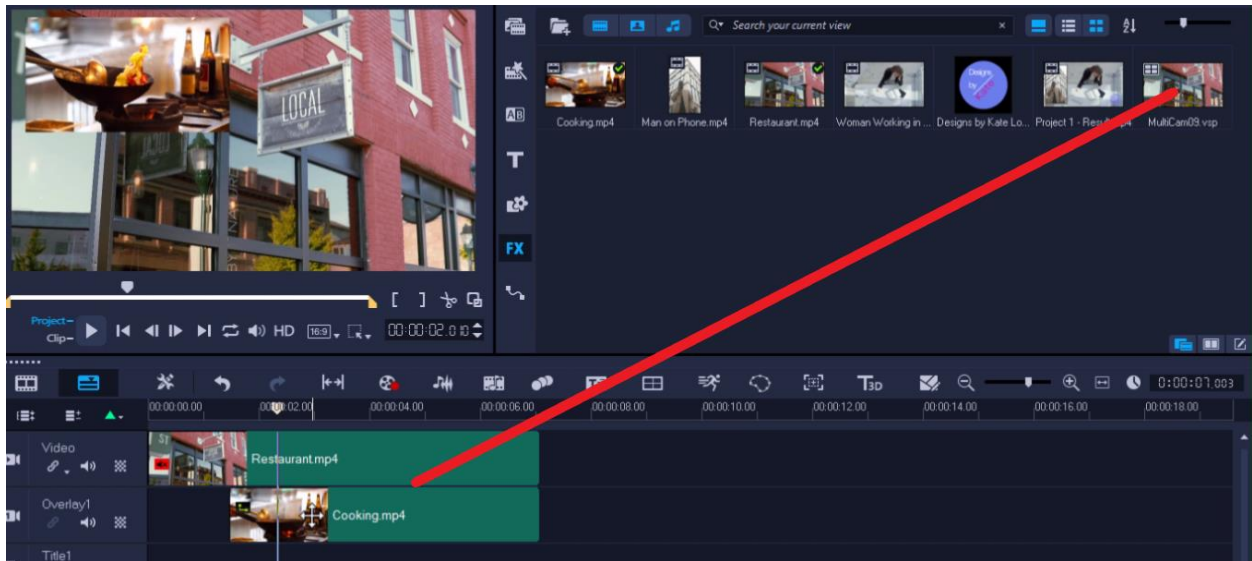 LOCAL
Search your current view
AB
Cooking.mp4
Man on Phone.mp4
Restaurant.mp4
Woman Working in ...
Designs by Kate Lo...
Project 1 - Res
MultiCam09.vsp
Designs
by
T
FX
Project
Clip
HD
16:9
00:00:02.010
T3D
0:00:07.003
00:00:00.00
00:00:02.00
00:00:04.00
00:00:06.00
00:00:08.00
00:00:10.00
00:00:12.00
00:00:14.00
00:00:16.00
00:00:18.00
Video
Restaurant.mp4
Overlay1
Cooking.mp4
Title1